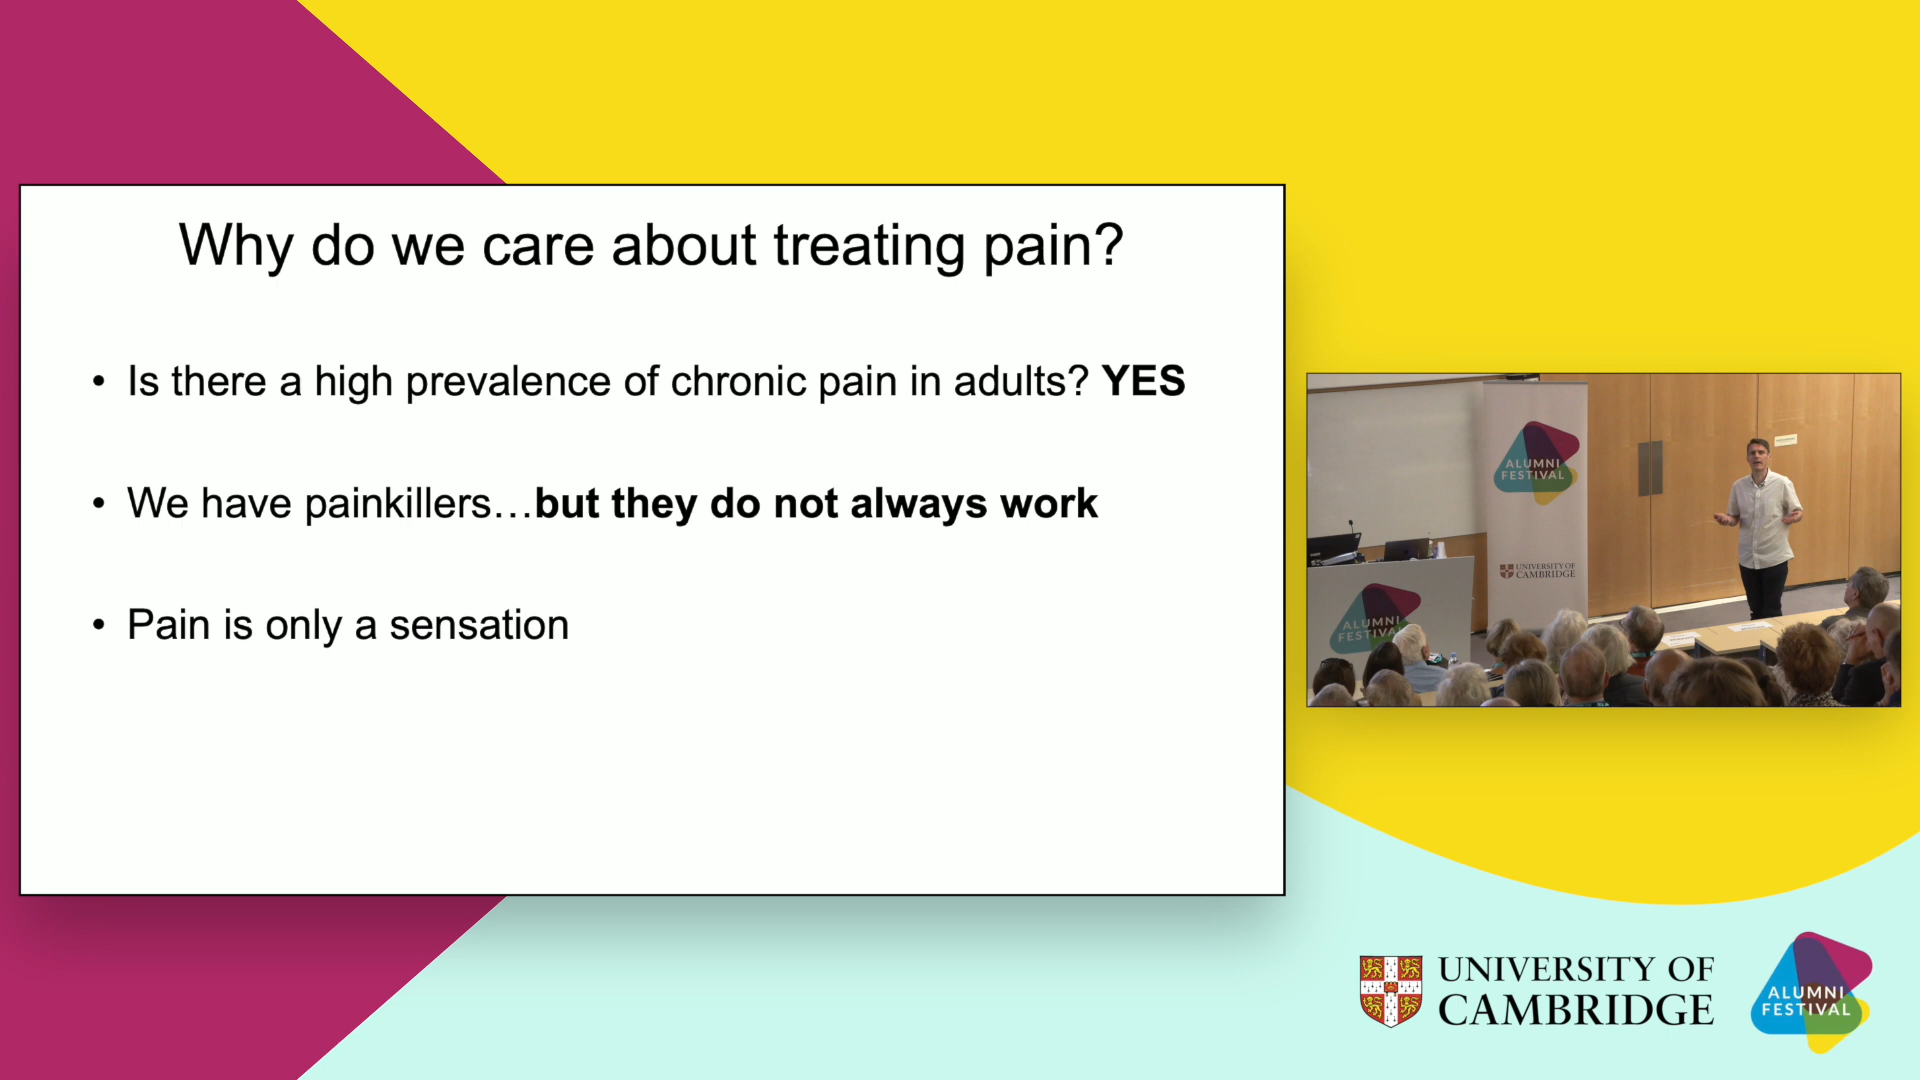 Why do we care about treating pain?
• Is there a high prevalence of chronic pain in adults? YES
• We have painkillers…but they do not always work
• Pain is only a sensation
ALUMNI
FESTIVAL
UNIVERSITY OF
CAMBRIDGE
ALUMNI
FESTIVAL
UNIVERSITY OF
CAMBRIDGE
ALUMNI
FESTIVAL